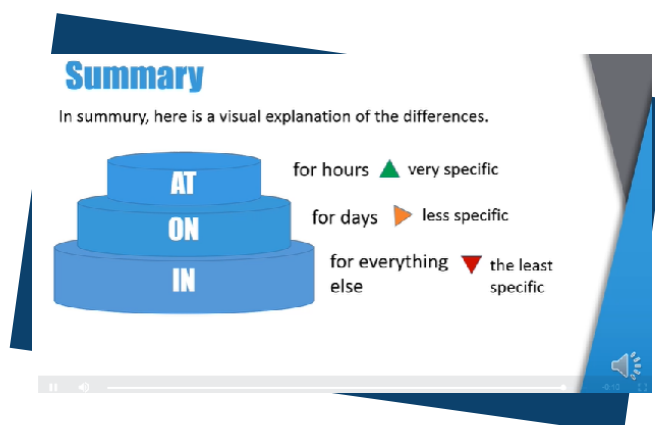 Summary
In summury, here is a visual explanation of the differences.
AT
for hours
very specific
ON
for days
less specific
IN
for everything
else
the least
specific